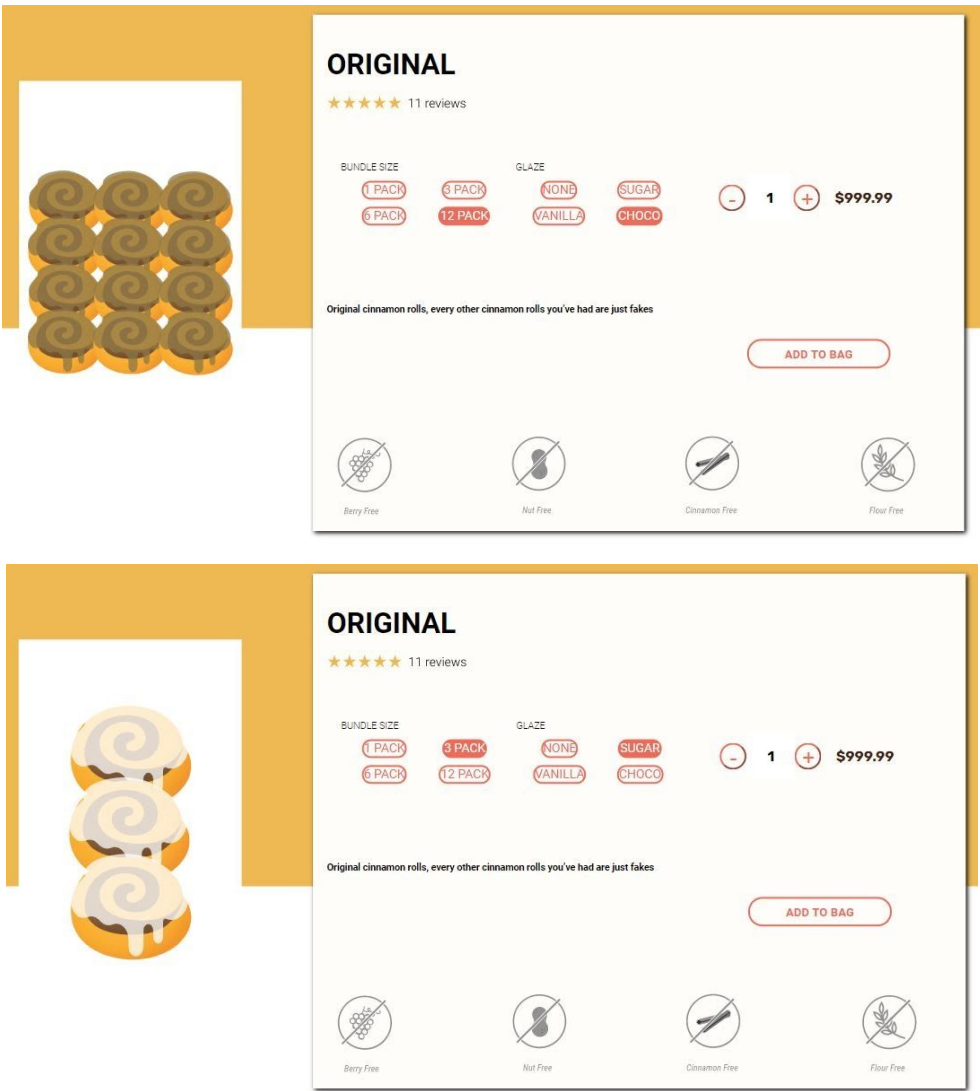 ORIGINAL
11 reviews
BUNDLE SIZE GLAZE
1 PACK 3 PACK NONE SUGAR
- 1 + $999.99
6 PACK 12 PACK VANILLA CHOCO
Original cinnamon rolls, every other cinnamon rolls you've had are just fakes
ADD TO BAG
Berry Free Nut Free Cinnamon Free Flour Free
ORIGINAL
11 reviews
BUNDLE SIZE GLAZE
1 PACK 3 PACK NONE SUGAR
- 1 + $999.99
6 PACK 12 PACK VANILLA CHOCO
Original cinnamon rolls, every other cinnamon rolls you've had are just fakes
ADD TO BAG
Berry Free Nut Free Cinnamon Free Flour Free